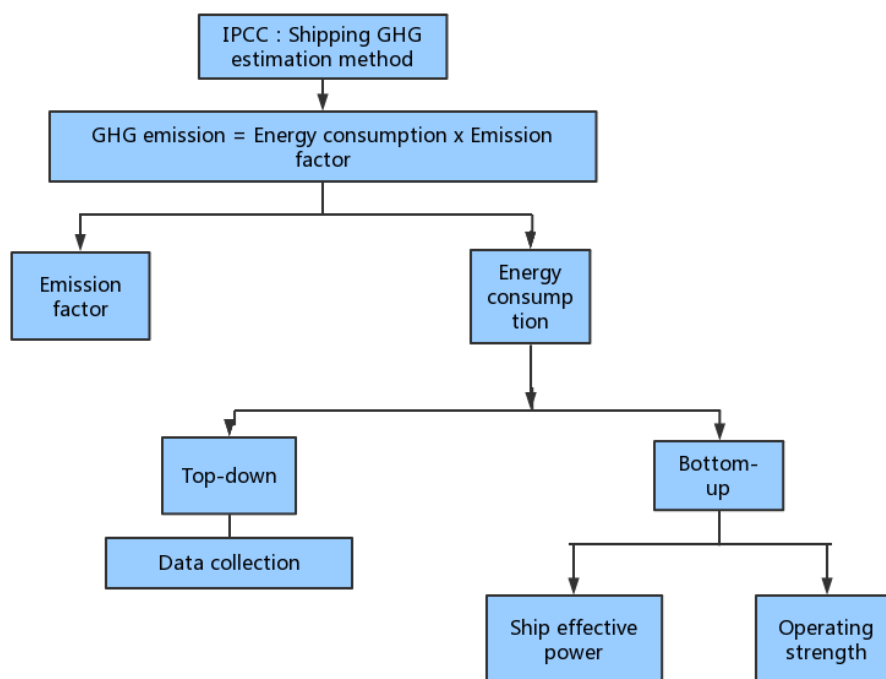 IPCC : Shipping GHG
estimation method
GHG emission = Energy consumption x Emission
factor
Emission
factor
Energy
consump
tion
Top-down
Data collection
Bottom-
up
Ship effective
power
Operating
strength